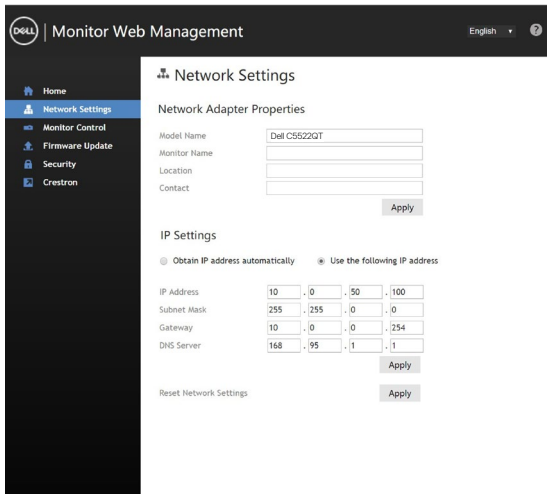 DELL | Monitor Web Management
English
?
Home
Network Settings
Monitor Control
Firmware Update
Security
Crestron
Network Settings
Network Adapter Properties
Model Name Dell C5522QT
Monitor Name
Location
Contact
Apply
IP Settings
Obtain IP address automatically Use the following IP address
IP Address 10 . 0 . 50 . 100
Subnet Mask 255 . 255 . 0 . 0
Gateway 10 . 0 . 0 . 254
DNS Server 168 . 95 . 1 . 1
Apply
Reset Network Settings Apply